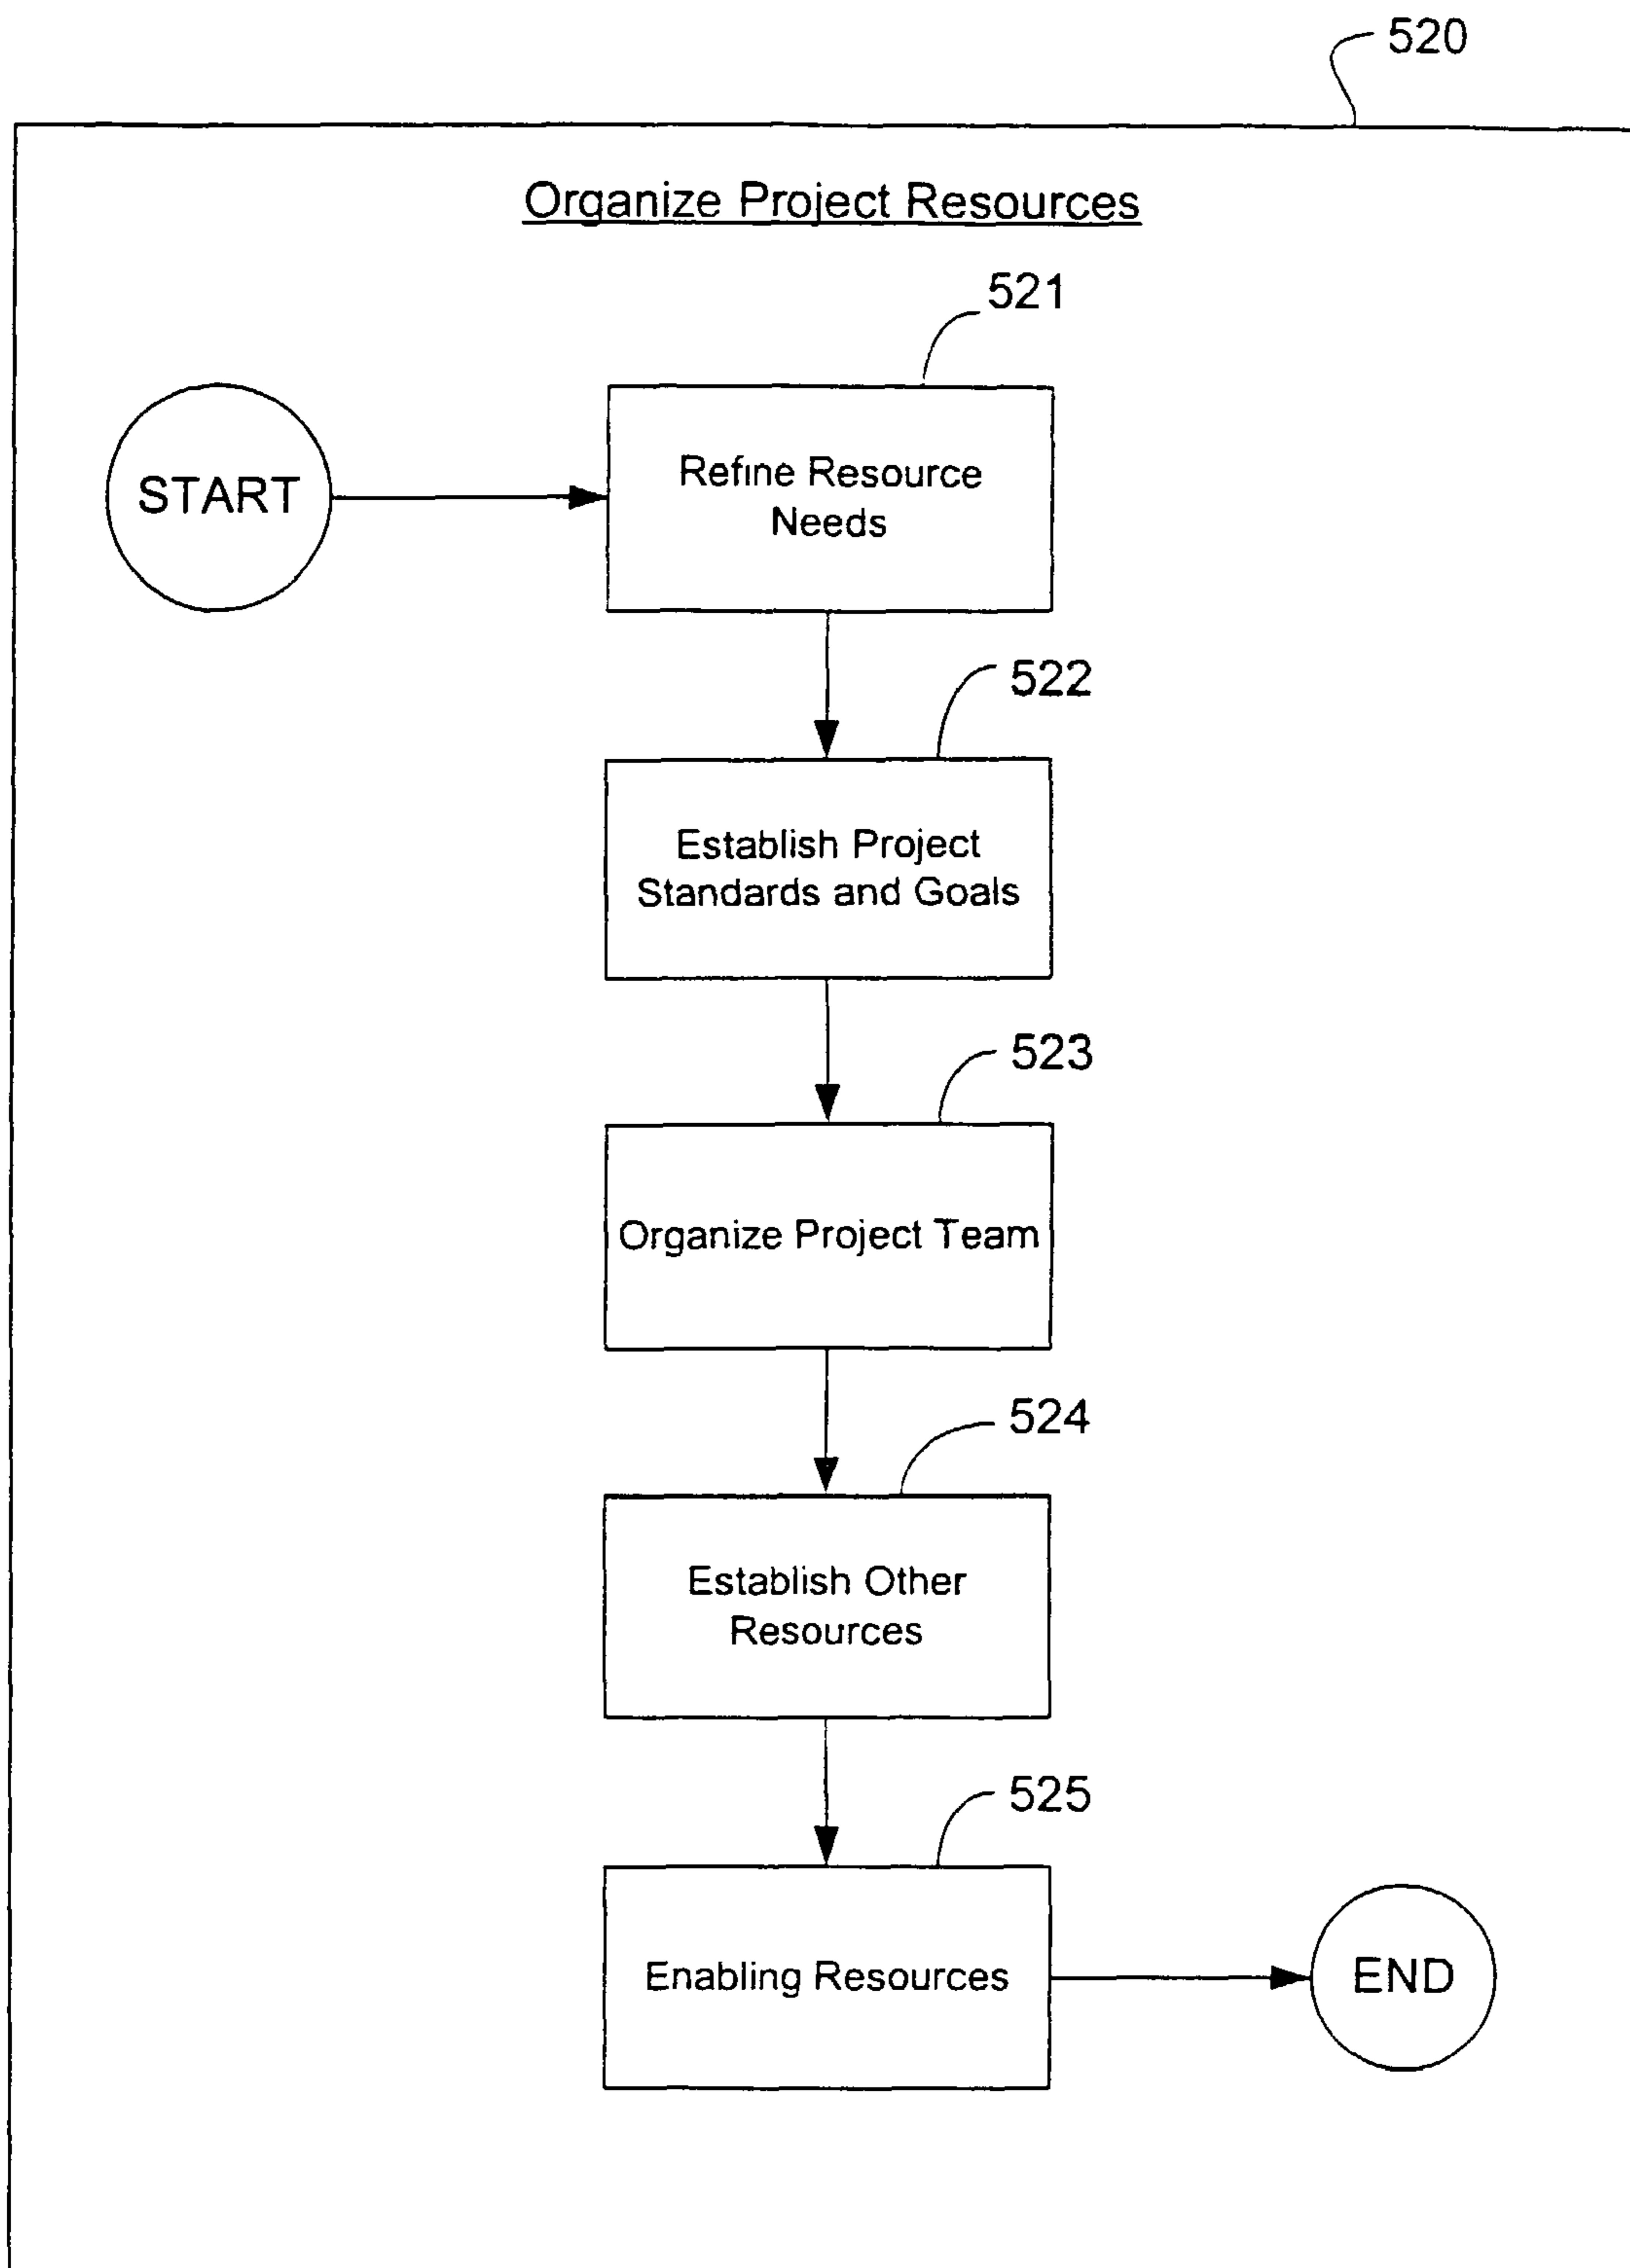 520
Organize Project Resources
521
START
Refine Resource
Needs
522
Establish Project
Standards and Goals
523
Organize Project Team
524
Establish Other
Resources
525
Enabling Resources
END